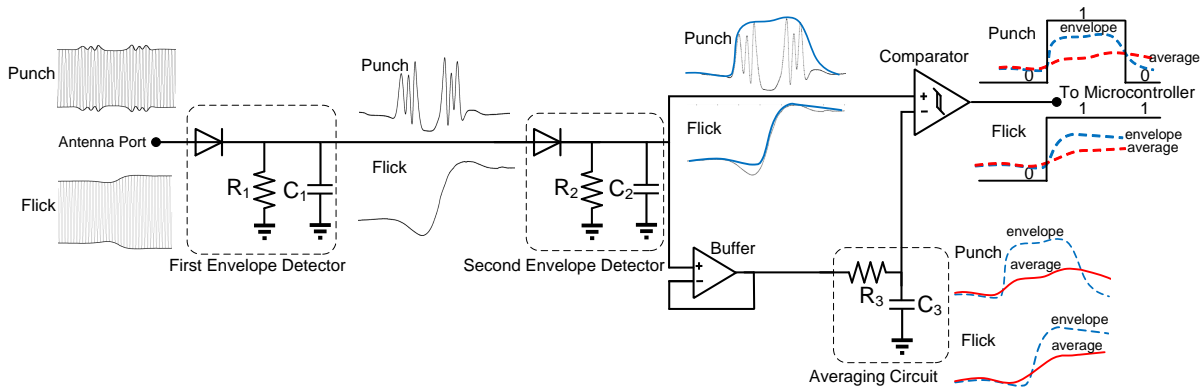 Punch
Antenna Port
Flick
R1
C1
First Envelope Detector
Punch
Flick
R2
C2
Second Envelope Detector
Punch
Flick
Buffer
+
−
R3
C3
Averaging Circuit
Comparator
+
−
To Microcontroller
Punch
1
envelope
average
0
0
Flick
1
1
envelope
average
0
Punch
envelope
average
Flick
envelope
average